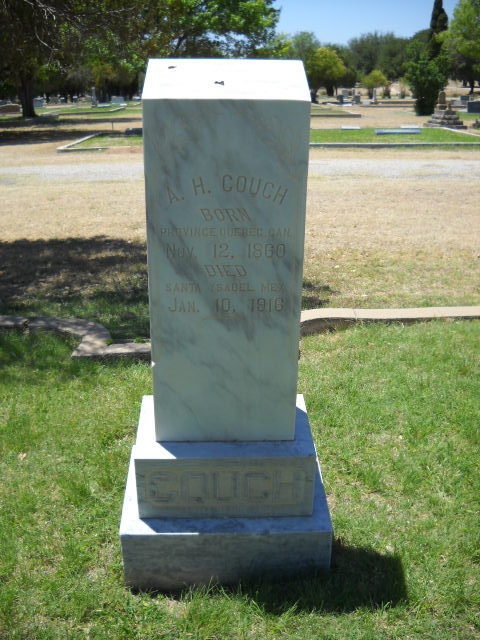 A. H. COUCH
BORN
PROVINCE QUEBEC, CAN.
NOV. 12, 1860
DIED
SANTA YSABEL, MEX.
JAN. 10, 1916
COUCH